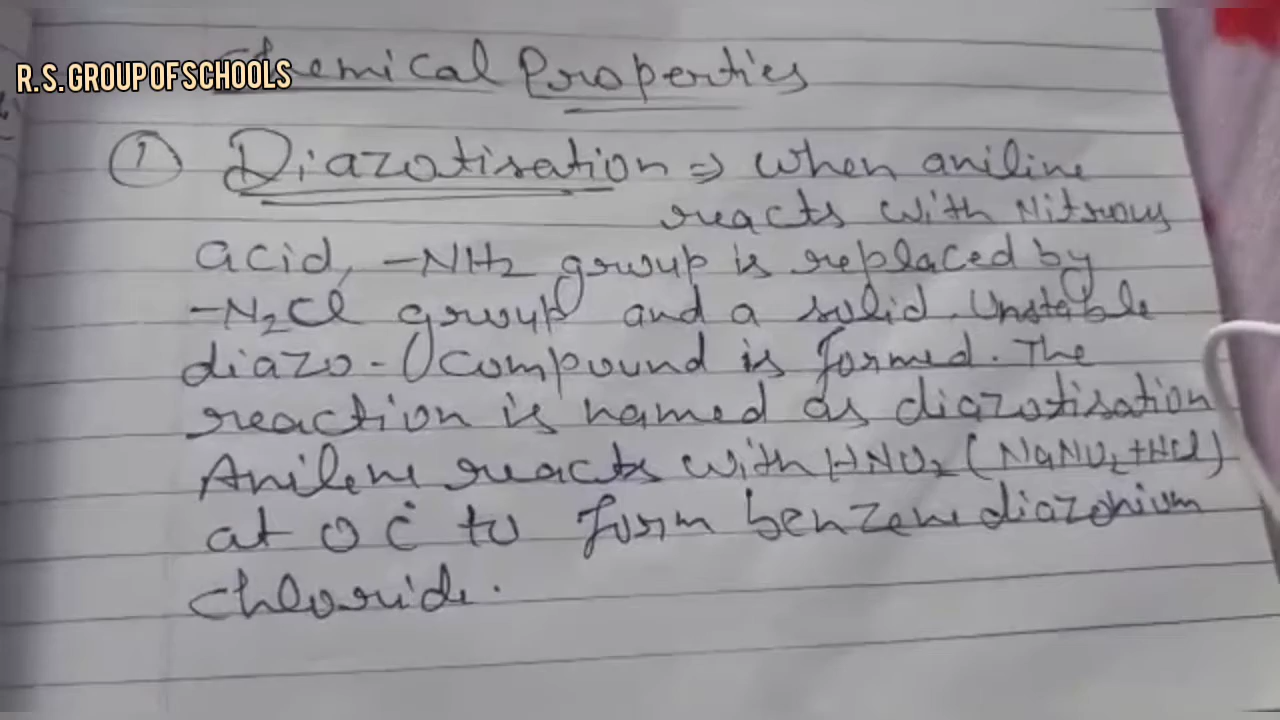 Chemical Properties
R.S.GROUP OF SCHOOLS
① Diazotisation ⇒ when aniline
reacts with Nitrous
acid, -NH2 group is replaced by
-N2Cl group and a solid unstable
diazo-compound is formed. The
reaction is named as diazotisation
Aniline reacts with HNO2 (NaNO2+HCl)
at 0°C to form benzene diazonium
chloride.